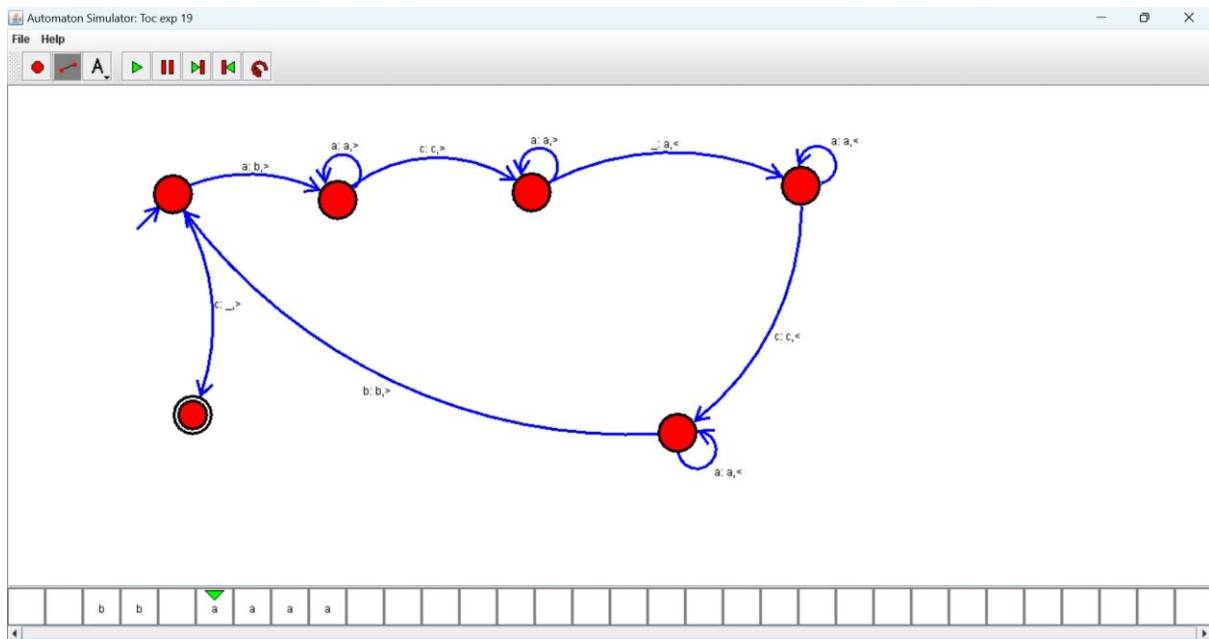 Automaton Simulator: Toc exp 19
File Help
A
a: a,>
a: a,>
a: a,<
c: c,>
_: a,<
a: b,>
c: _,>
c: c,<
b: b,>
a: a,<
b b a a a a